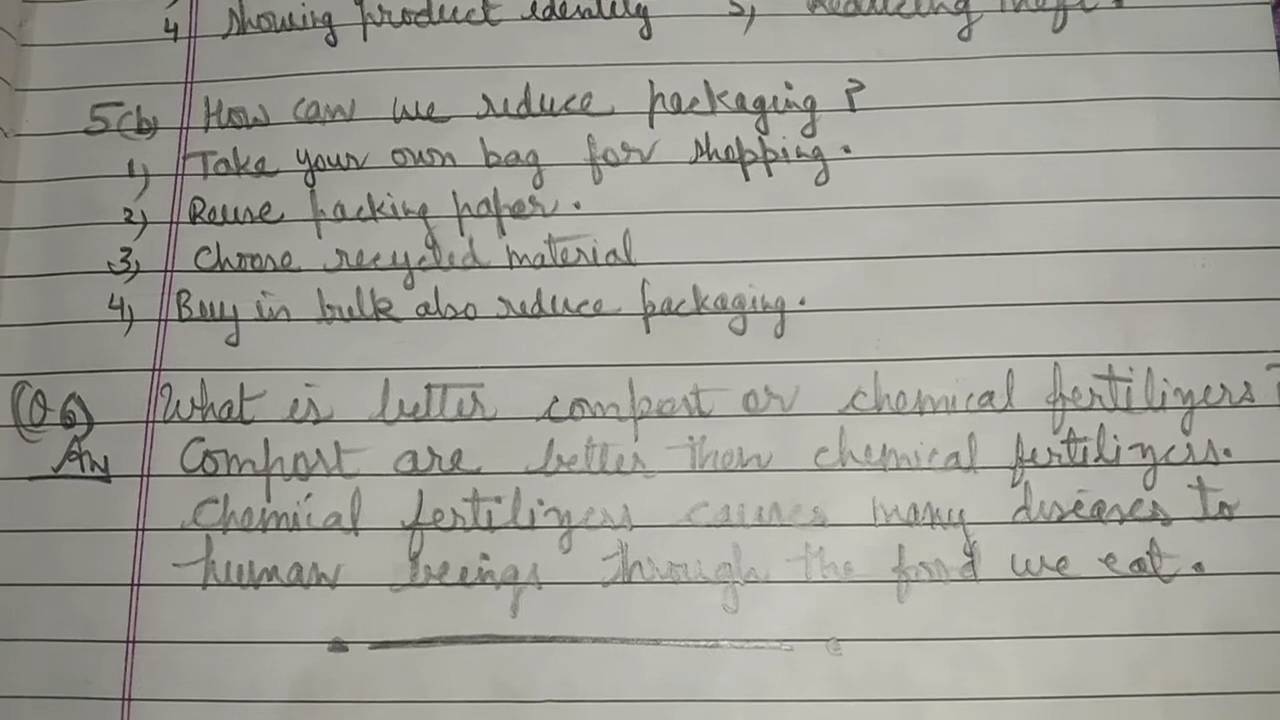 4 Showing product identity 5) Reducing theft.
5(b) How can we reduce packaging?
1) Take your own bag for shopping.
2) Reuse packing paper.
3) Choose recycled material
4) Buy in bulk also reduce packaging.
(Q6) What is better compost or chemical fertilizers?
Ans Compost are better than chemical fertilizers.
Chemical fertilizers causes many diseases to
human beings through the food we eat.